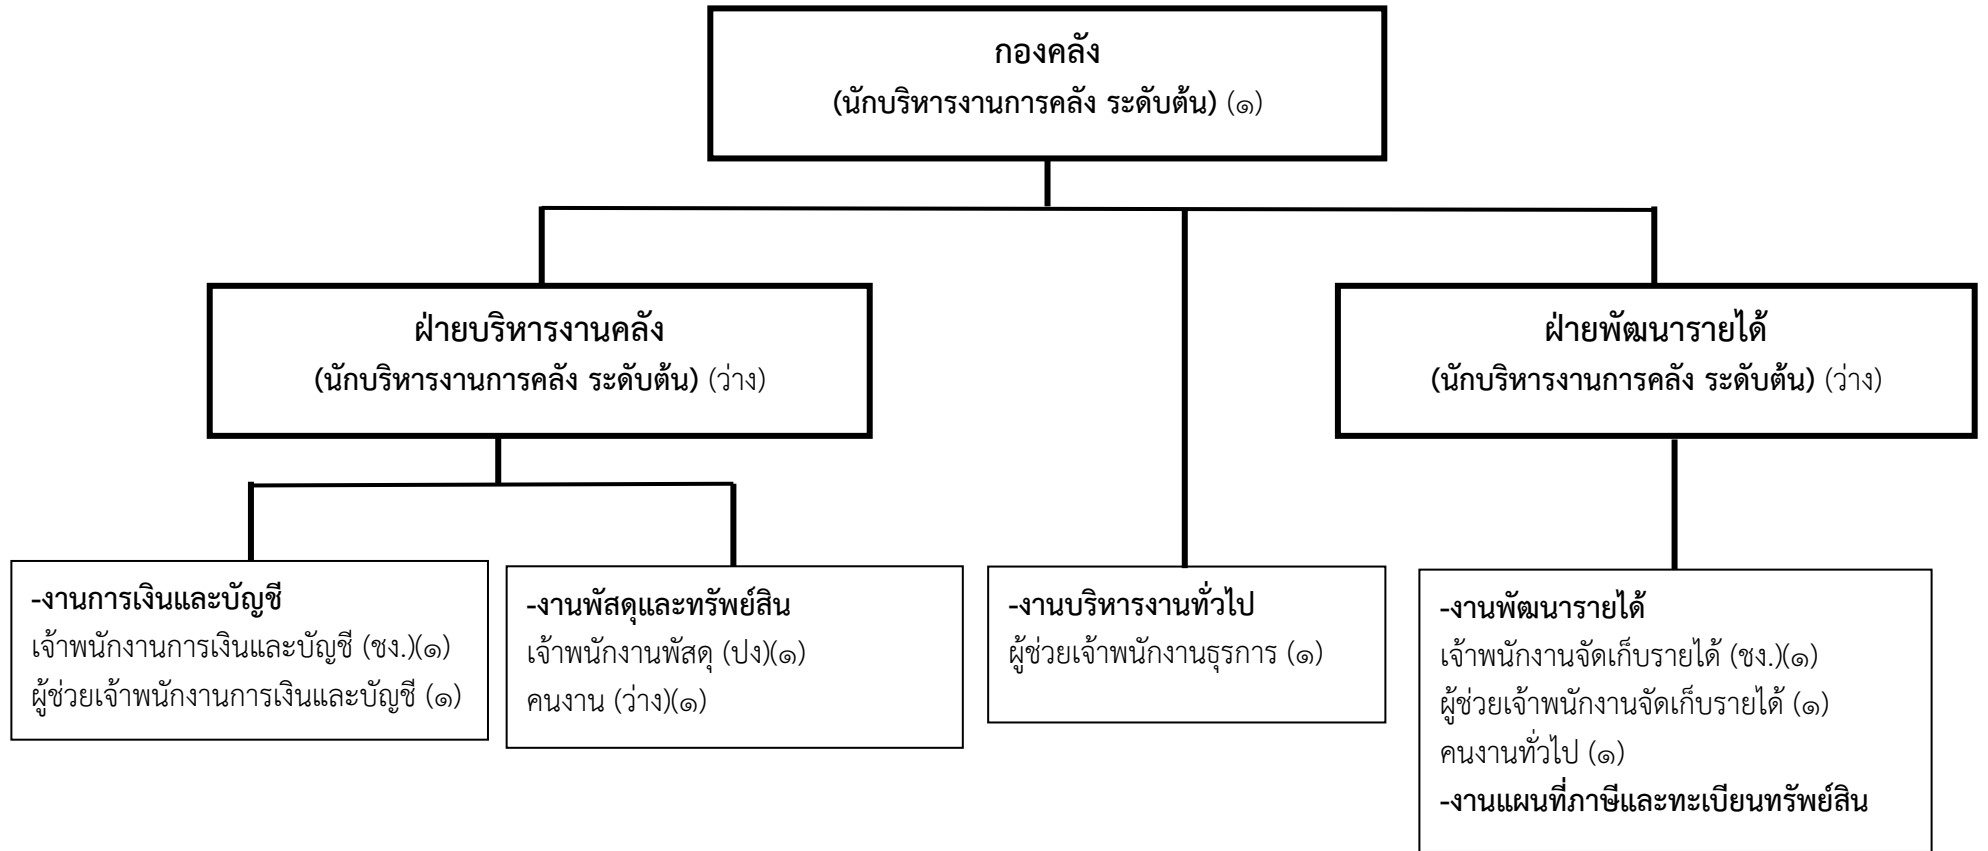 กองคลัง
(นักบริหารงานการคลัง ระดับต้น) (๑)
ฝ่ายบริหารงานคลัง
(นักบริหารงานการคลัง ระดับต้น) (ว่าง)
ฝ่ายพัฒนารายได้
(นักบริหารงานการคลัง ระดับต้น) (ว่าง)
-งานการเงินและบัญชี
เจ้าพนักงานการเงินและบัญชี (ชง.)(๑)
ผู้ช่วยเจ้าพนักงานการเงินและบัญชี (๑)
-งานพัสดุและทรัพย์สิน
เจ้าพนักงานพัสดุ (ปง)(๑)
คนงาน (ว่าง)(๑)
-งานบริหารงานทั่วไป
ผู้ช่วยเจ้าพนักงานธุรการ (๑)
-งานพัฒนารายได้
เจ้าพนักงานจัดเก็บรายได้ (ชง.)(๑)
ผู้ช่วยเจ้าพนักงานจัดเก็บรายได้ (๑)
คนงานทั่วไป (๑)
-งานแผนที่ภาษีและทะเบียนทรัพย์สิน